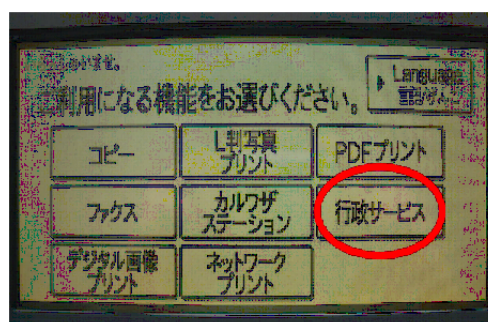 ご利用になる機能をお選びください。
Language
コピー
L判写真
プリント
PDFプリント
ファクス
カルワザ
ステーション
行政サービス
デジタル画像
プリント
ネットワーク
プリント